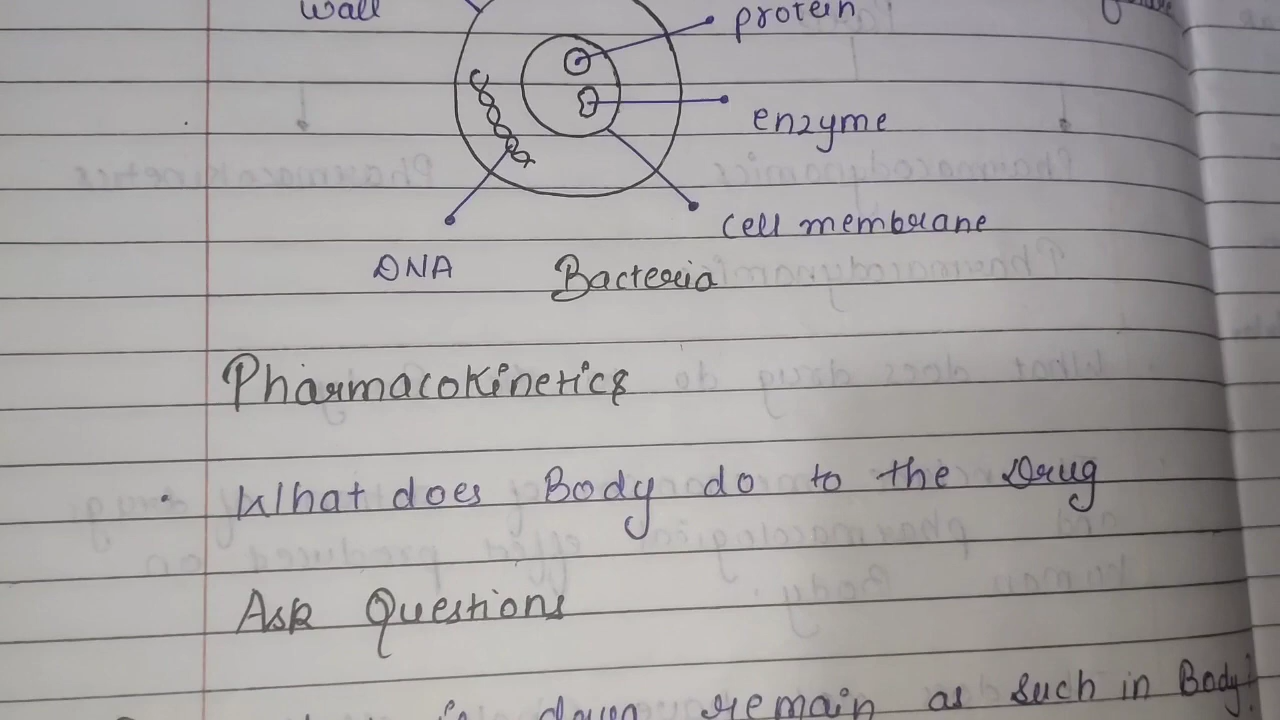 wall
protein
enzyme
cell membrane
DNA
Bacteria
Pharmacokinetics
What does Body do to the Drug
Ask Questions
remain as such in Body?